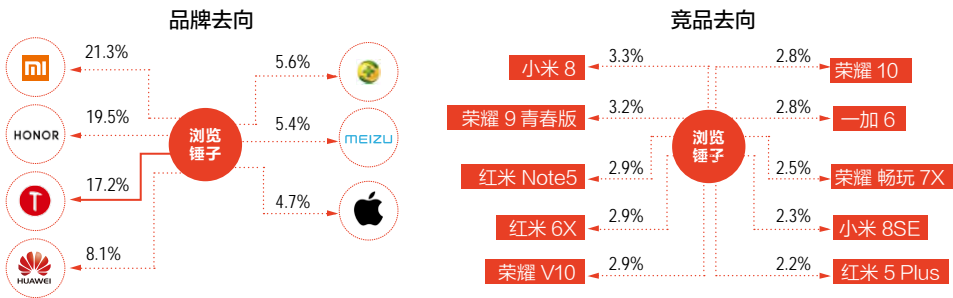 品牌去向
竞品去向
mi
21.3%
HONOR
19.5%
T
17.2%
HUAWEI
8.1%
浏览
锤子
5.6%
5.4%
MEIZU
4.7%
小米 8
3.3%
荣耀 9 青春版
3.2%
红米 Note5
2.9%
红米 6X
2.9%
荣耀 V10
2.9%
浏览
锤子
2.8%
荣耀 10
2.8%
一加 6
2.5%
荣耀 畅玩 7X
2.3%
小米 8SE
2.2%
红米 5 Plus